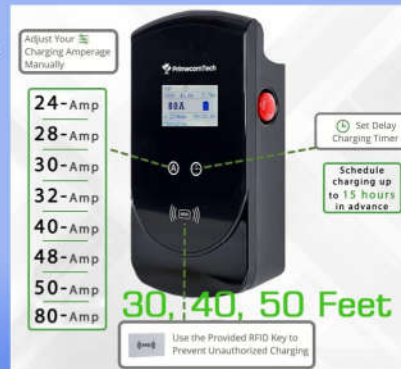 Adjust Your
Charging Amperage
Manually
PrimecomTech
80A
24-Amp
28-Amp
30-Amp
32-Amp
40-Amp
48-Amp
50-Amp
80-Amp
A
Set Delay
Charging Timer
Schedule
charging up
to 15 hours
in advance
30, 40, 50 Feet
Use the Provided RFID Key to
Prevent Unauthorized Charging